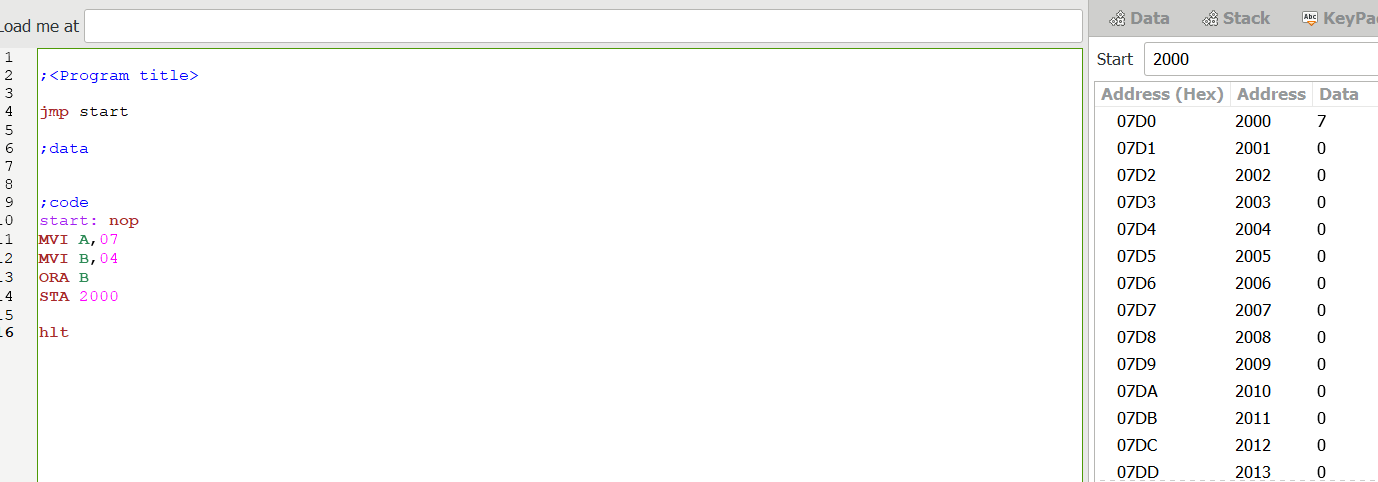 Load me at
1
2 ;<Program title>
3
4 jmp start
5
6 ;data
7
8
9 ;code
10 start: nop
11 MVI A,07
12 MVI B,04
13 ORA B
14 STA 2000
15
16 hlt
Data Stack KeyPa
Start 2000
Address (Hex) Address Data
07D0 2000 7
07D1 2001 0
07D2 2002 0
07D3 2003 0
07D4 2004 0
07D5 2005 0
07D6 2006 0
07D7 2007 0
07D8 2008 0
07D9 2009 0
07DA 2010 0
07DB 2011 0
07DC 2012 0
07DD 2013 0